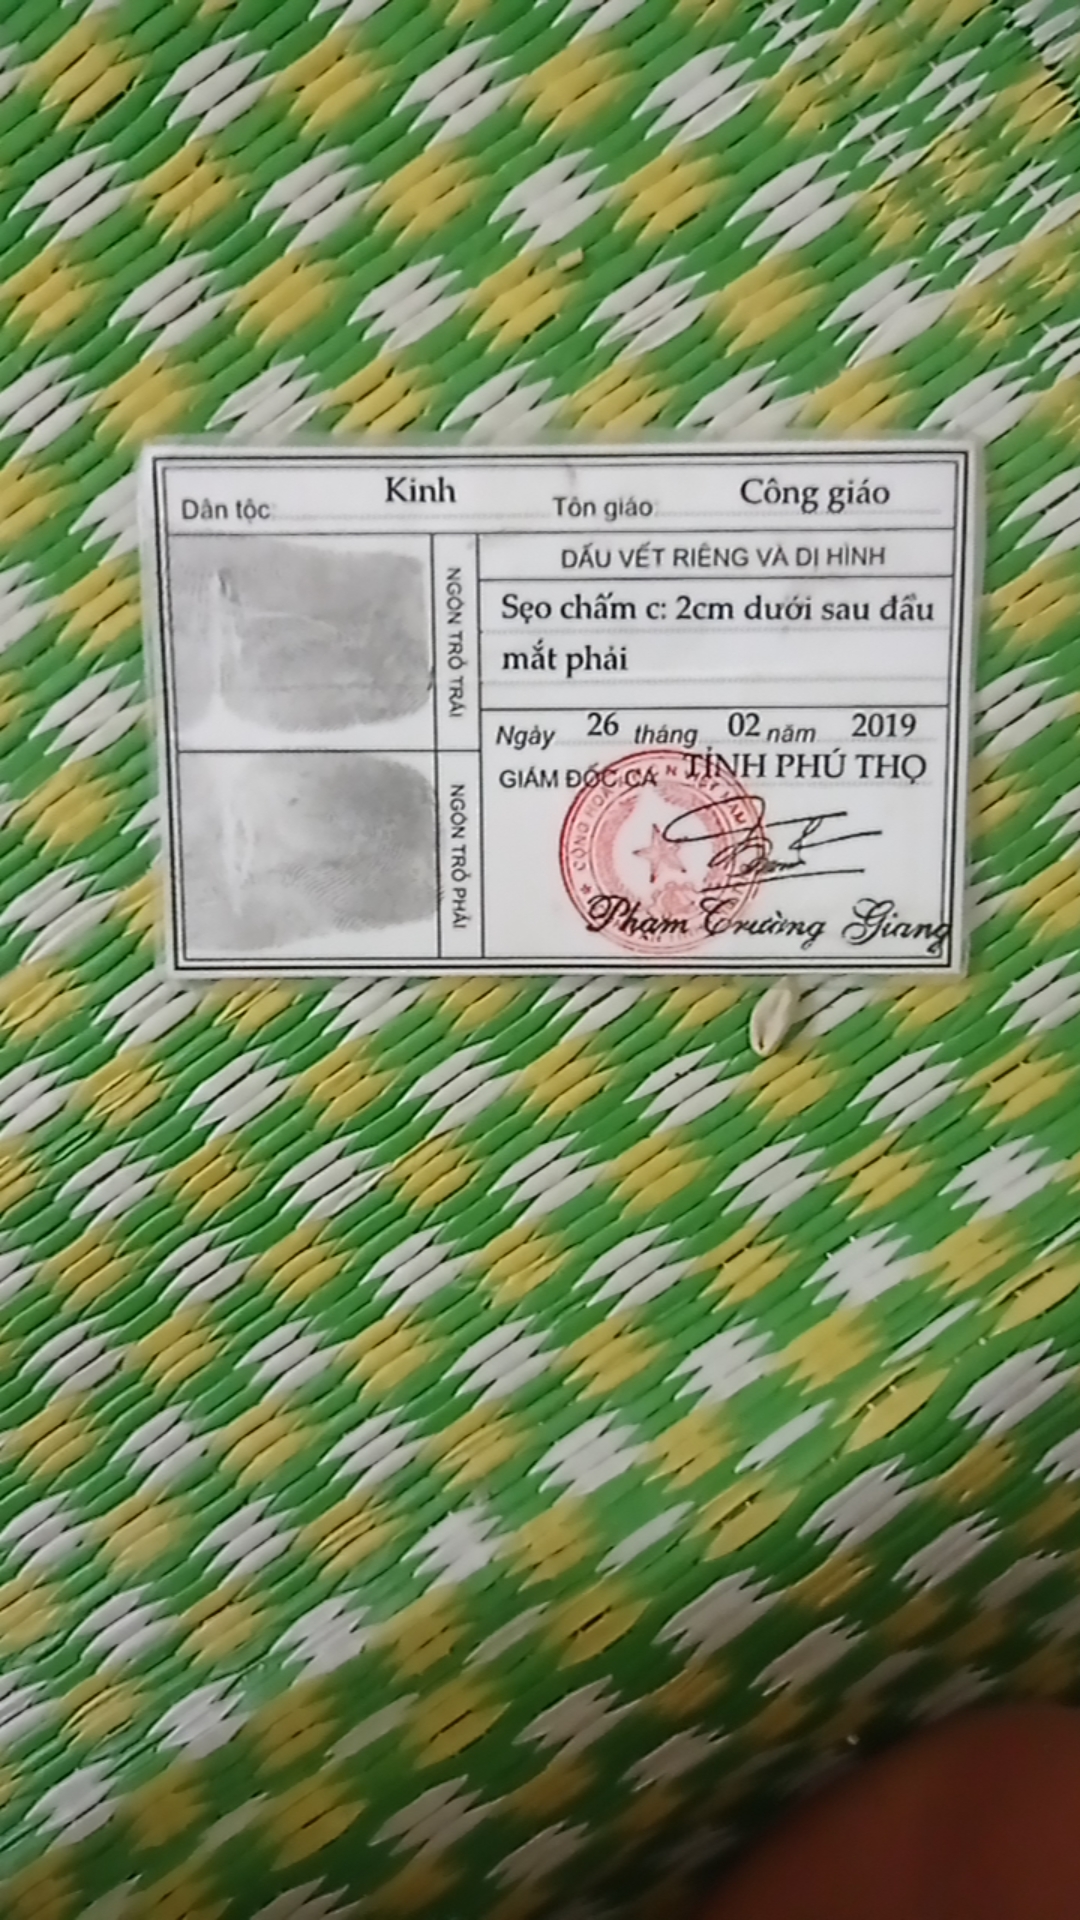 Dân tộc: Kinh Tôn giáo: Công giáo
NGÓN TRỎ TRÁI
NGÓN TRỎ PHẢI
DẤU VẾT RIÊNG VÀ DỊ HÌNH
Sẹo chấm c: 2cm dưới sau đầu
mắt phải
Ngày 26 tháng 02 năm 2019
GIÁM ĐỐC CA TỈNH PHÚ THỌ
Phạm Trường Giang